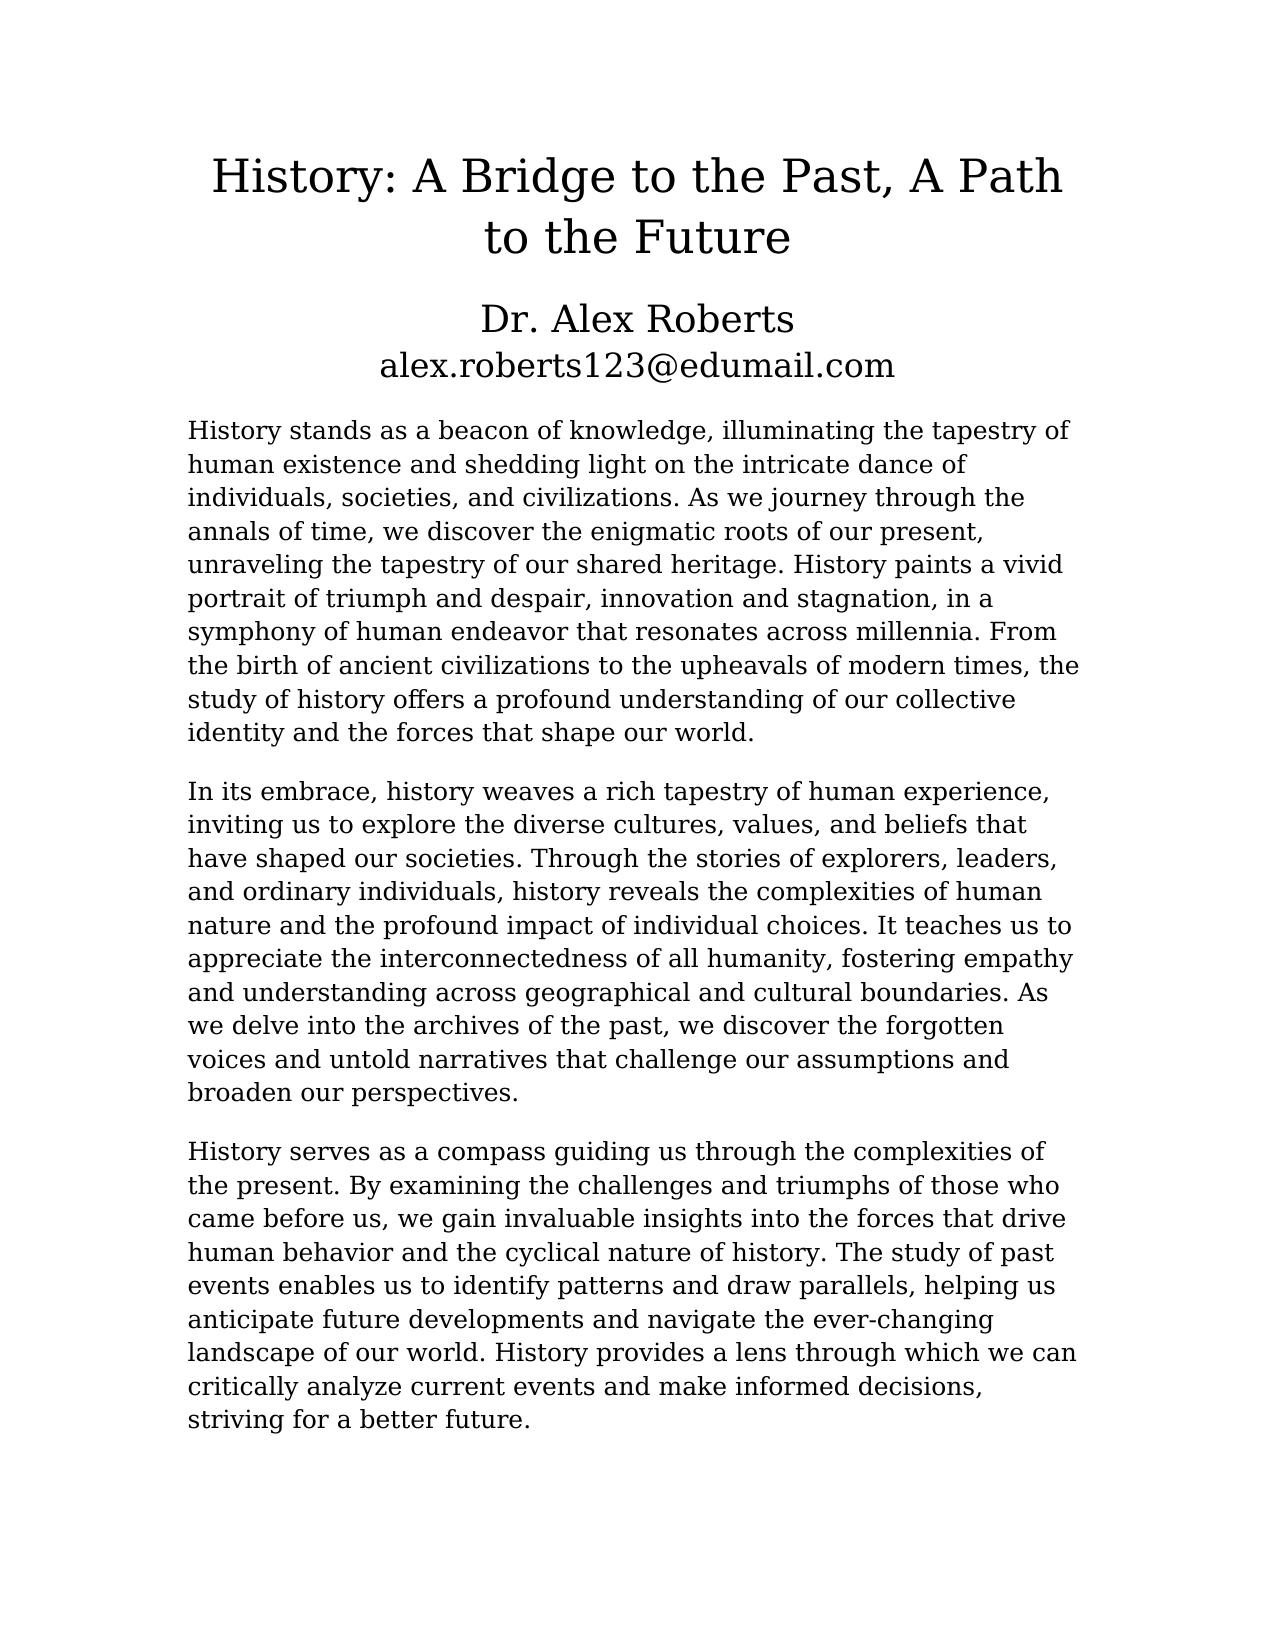 History: A Bridge to the Past, A Path
to the Future
Dr. Alex Roberts
alex.roberts123@edumail.com
History stands as a beacon of knowledge, illuminating the tapestry of
human existence and shedding light on the intricate dance of
individuals, societies, and civilizations. As we journey through the
annals of time, we discover the enigmatic roots of our present,
unraveling the tapestry of our shared heritage. History paints a vivid
portrait of triumph and despair, innovation and stagnation, in a
symphony of human endeavor that resonates across millennia. From
the birth of ancient civilizations to the upheavals of modern times, the
study of history offers a profound understanding of our collective
identity and the forces that shape our world.
In its embrace, history weaves a rich tapestry of human experience,
inviting us to explore the diverse cultures, values, and beliefs that
have shaped our societies. Through the stories of explorers, leaders,
and ordinary individuals, history reveals the complexities of human
nature and the profound impact of individual choices. It teaches us to
appreciate the interconnectedness of all humanity, fostering empathy
and understanding across geographical and cultural boundaries. As
we delve into the archives of the past, we discover the forgotten
voices and untold narratives that challenge our assumptions and
broaden our perspectives.
History serves as a compass guiding us through the complexities of
the present. By examining the challenges and triumphs of those who
came before us, we gain invaluable insights into the forces that drive
human behavior and the cyclical nature of history. The study of past
events enables us to identify patterns and draw parallels, helping us
anticipate future developments and navigate the ever-changing
landscape of our world. History provides a lens through which we can
critically analyze current events and make informed decisions,
striving for a better future.